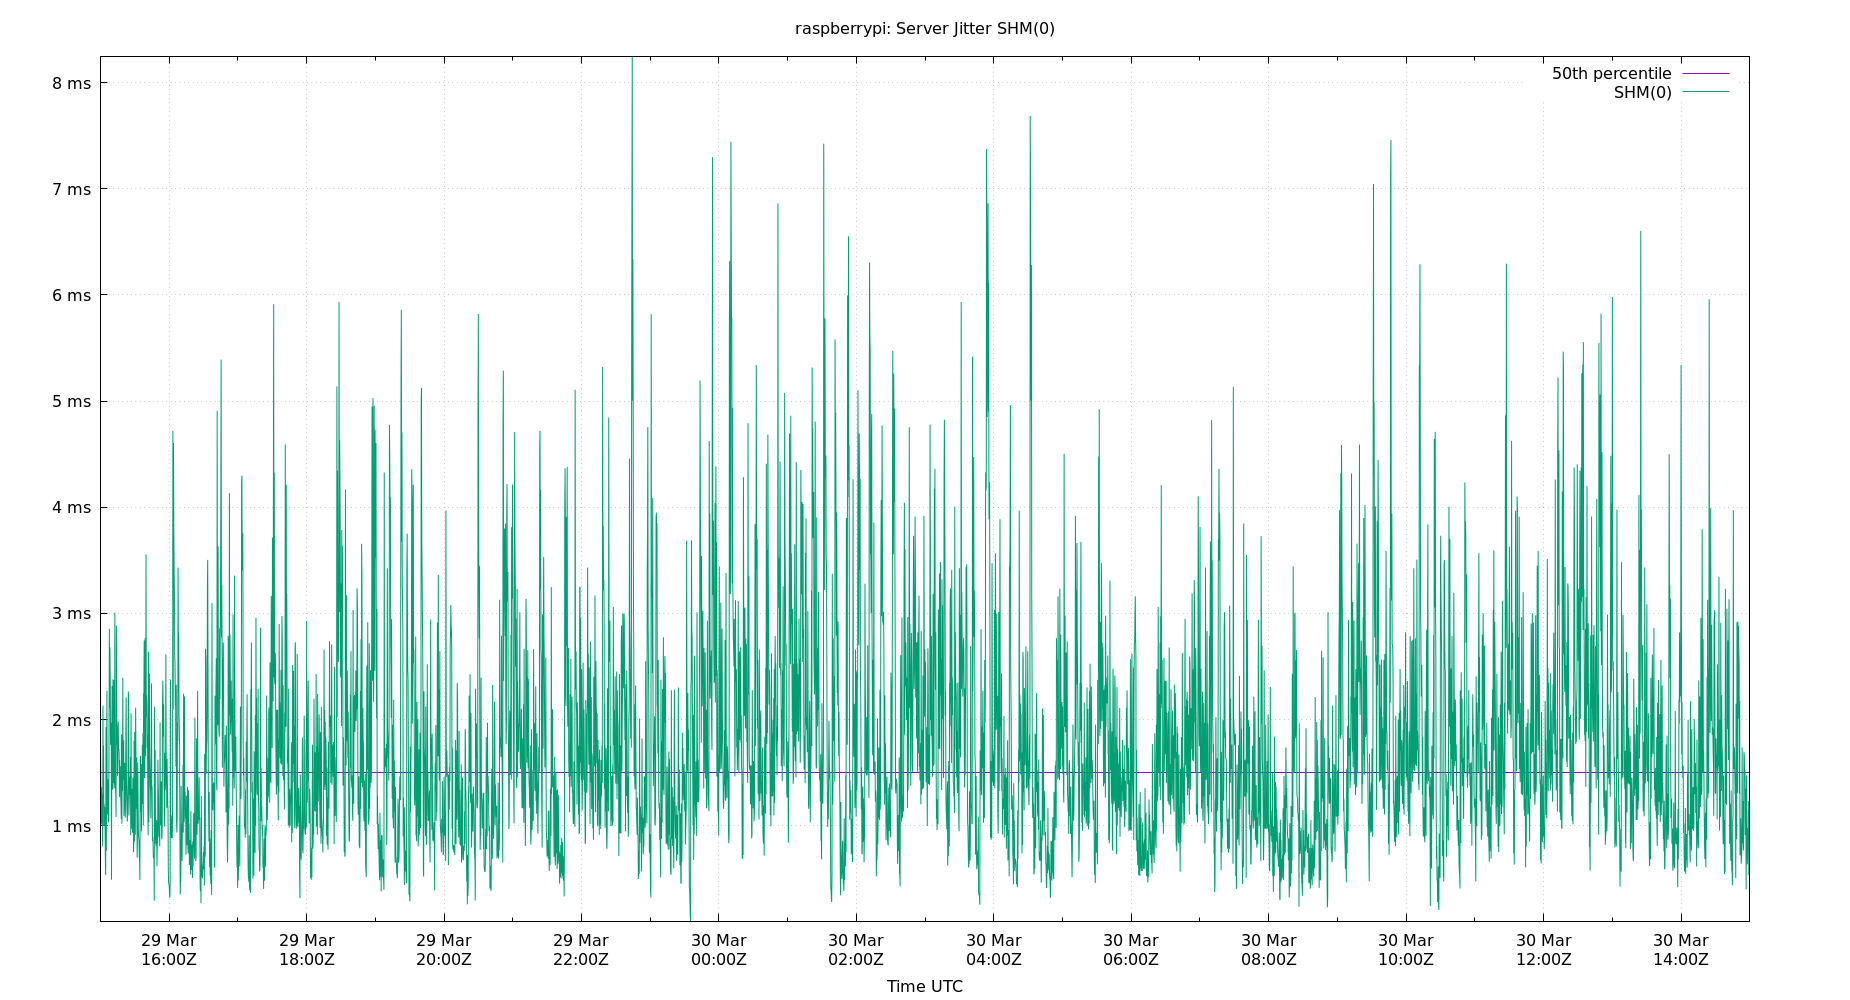 raspberrypi: Server Jitter SHM(0)
50th percentile
SHM(0)
8 ms
7 ms
6 ms
5 ms
4 ms
3 ms
2 ms
1 ms
29 Mar 29 Mar 29 Mar 29 Mar 30 Mar 30 Mar 30 Mar 30 Mar 30 Mar 30 Mar 30 Mar 30 Mar
16:00Z 18:00Z 20:00Z 22:00Z 00:00Z 02:00Z 04:00Z 06:00Z 08:00Z 10:00Z 12:00Z 14:00Z
Time UTC